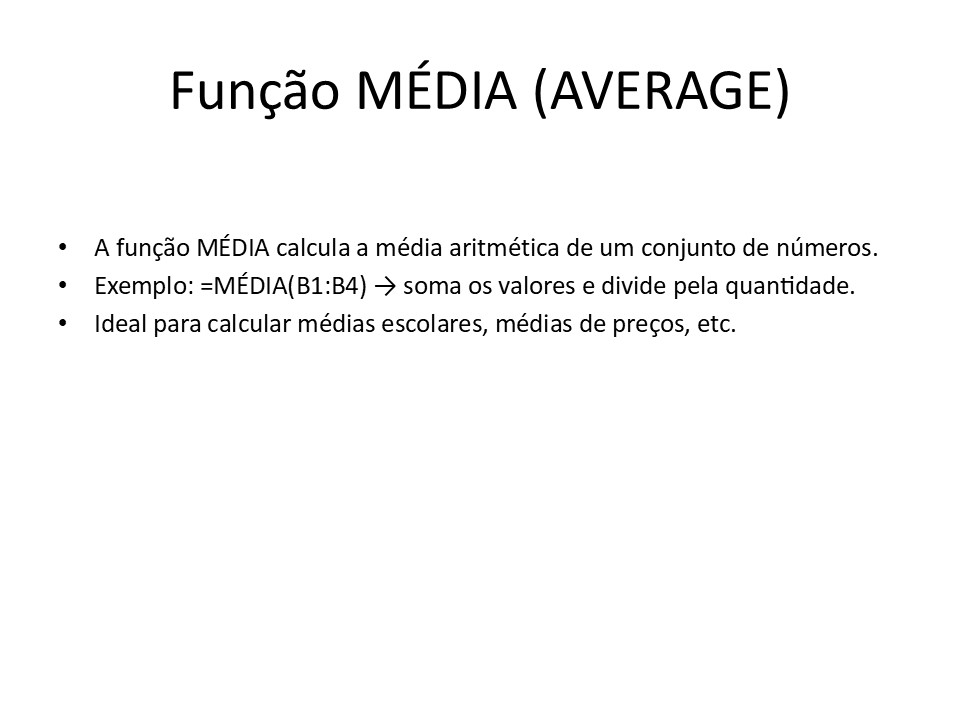 Função MÉDIA (AVERAGE)
• A função MÉDIA calcula a média aritmética de um conjunto de números.
• Exemplo: =MÉDIA(B1:B4) → soma os valores e divide pela quantidade.
• Ideal para calcular médias escolares, médias de preços, etc.